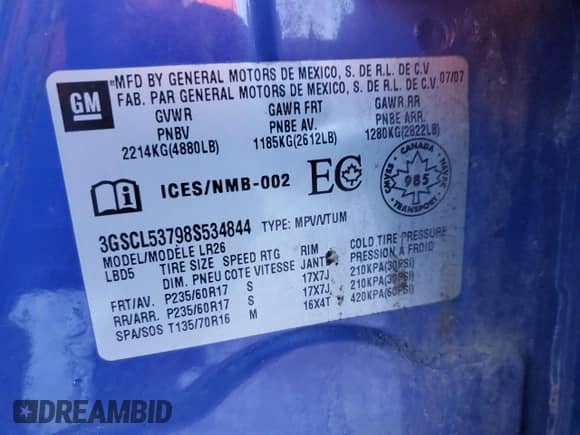 GM
MFD BY GENERAL MOTORS DE MEXICO, S. DE R.L. DE C.V
FAB. PAR GENERAL MOTORS DE MEXICO, S. DE R.L. DE C.V. 07/07
GVWR GAWR FRT GAWR RR
PNBV PNBE AV. PNBE ARR.
2214KG(4880LB) 1185KG(2612LB) 1280KG(2822LB)
i ICES/NMB-002 EC CANADA 985
3GSCL53798S534844 TYPE: MPV/VTUM
MODEL/MODÈLE LR26
LBD5 TIRE SIZE SPEED RTG RIM COLD TIRE PRESSURE
DIM. PNEU COTE VITESSE JANTE PRESSION A FROID
FRT/AV. P235/60R17 S 17X7J 210KPA(30PSI)
RR/ARR. P235/60R17 S 17X7J 210KPA(30PSI)
SPA/SOS T135/70R16 M 16X4T 420KPA(60PSI)
DREAMBID